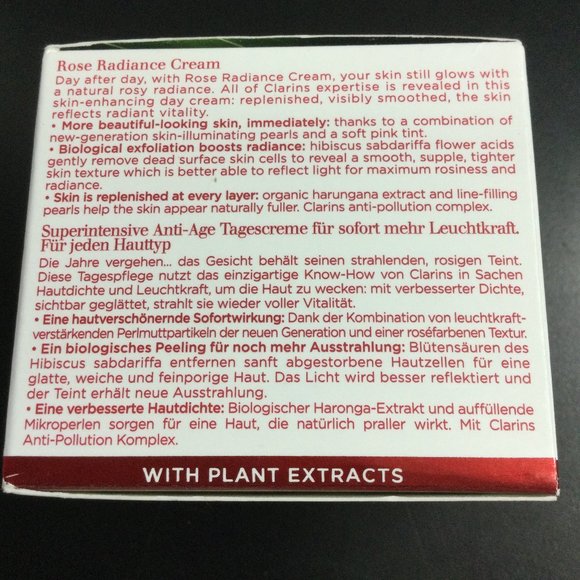 Rose Radiance Cream
Day after day, with Rose Radiance Cream, your skin still glows with
a natural rosy radiance. All of Clarins expertise is revealed in this
skin-enhancing day cream: replenished, visibly smoothed, the skin
reflects radiant vitality.
• More beautiful-looking skin, immediately: thanks to a combination of
new-generation skin-illuminating pearls and a soft pink tint.
• Biological exfoliation boosts radiance: hibiscus sabdariffa flower acids
gently remove dead surface skin cells to reveal a smooth, supple, tighter
skin texture which is better able to reflect light for maximum rosiness and
radiance.
• Skin is replenished at every layer: organic harungana extract and line-filling
pearls help the skin appear naturally fuller. Clarins anti-pollution complex.
Superintensive Anti-Age Tagescreme für sofort mehr Leuchtkraft.
Für jeden Hauttyp
Die Jahre vergehen... das Gesicht behält seinen strahlenden, rosigen Teint.
Diese Tagespflege nutzt das einzigartige Know-How von Clarins in Sachen
Hautdichte und Leuchtkraft, um die Haut zu wecken: mit verbesserter Dichte,
sichtbar geglättet, strahlt sie wieder voller Vitalität.
• Eine hautverschönernde Sofortwirkung: Dank der Kombination von leuchtkraft-
verstärkenden Perlmuttpartikeln der neuen Generation und einer roséfarbenen Textur.
• Ein biologisches Peeling für noch mehr Ausstrahlung: Blütensäuren des
Hibiscus sabdariffa entfernen sanft abgestorbene Hautzellen für eine
glatte, weiche und feinporige Haut. Das Licht wird besser reflektiert und
der Teint erhält neue Ausstrahlung.
• Eine verbesserte Hautdichte: Biologischer Haronga-Extrakt und auffüllende
Mikroperlen sorgen für eine Haut, die natürlich praller wirkt. Mit Clarins
Anti-Pollution Komplex.
WITH PLANT EXTRACTS